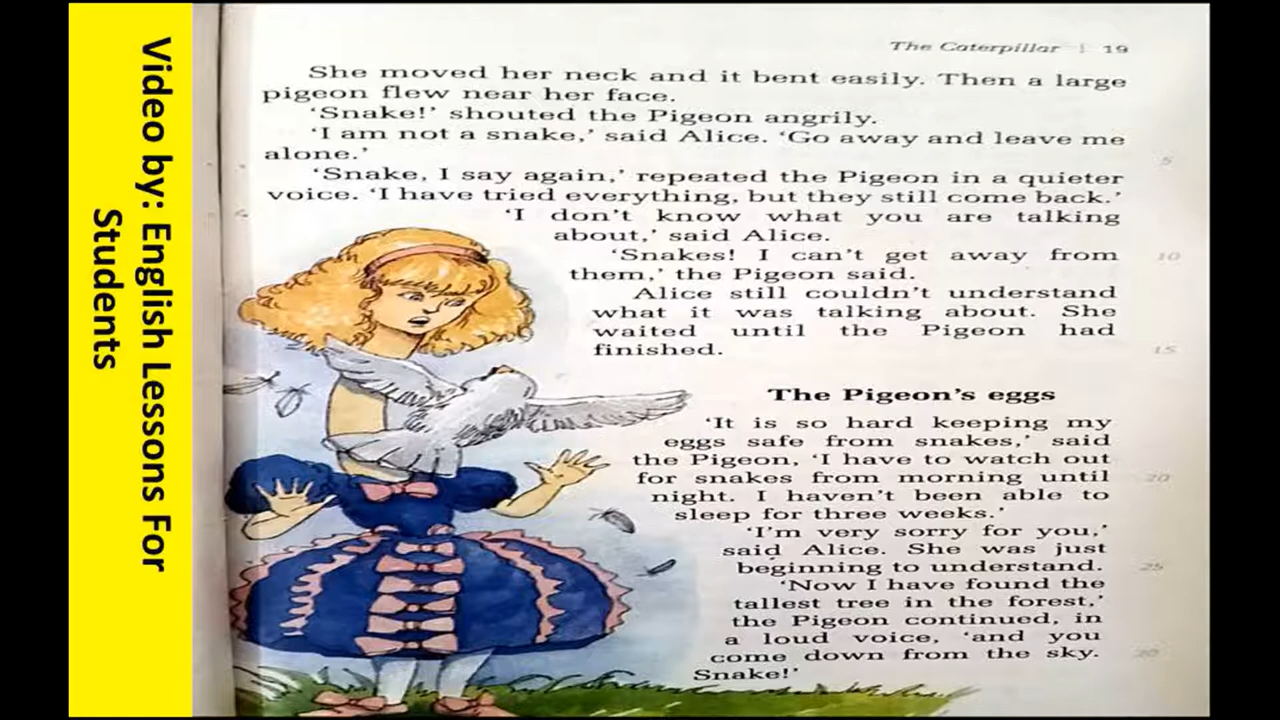 Video by: English Lessons For
Students
The Caterpillar | 19
She moved her neck and it bent easily. Then a large
pigeon flew near her face.
‘Snake!’ shouted the Pigeon angrily.
‘I am not a snake,’ said Alice. ‘Go away and leave me
alone.’
5
‘Snake, I say again,’ repeated the Pigeon in a quieter
voice. ‘I have tried everything, but they still come back.’
‘I don’t know what you are talking
about,’ said Alice.
‘Snakes! I can’t get away from
10
them,’ the Pigeon said.
Alice still couldn’t understand
what it was talking about. She
waited until the Pigeon had
finished.
15
The Pigeon’s eggs
‘It is so hard keeping my
eggs safe from snakes,’ said
the Pigeon, ‘I have to watch out
for snakes from morning until
20
night. I haven’t been able to
sleep for three weeks.’
‘I’m very sorry for you,’
said Alice. She was just
beginning to understand.
25
‘Now I have found the
tallest tree in the forest,’
the Pigeon continued, in
a loud voice, ‘and you
come down from the sky.
30
Snake!’